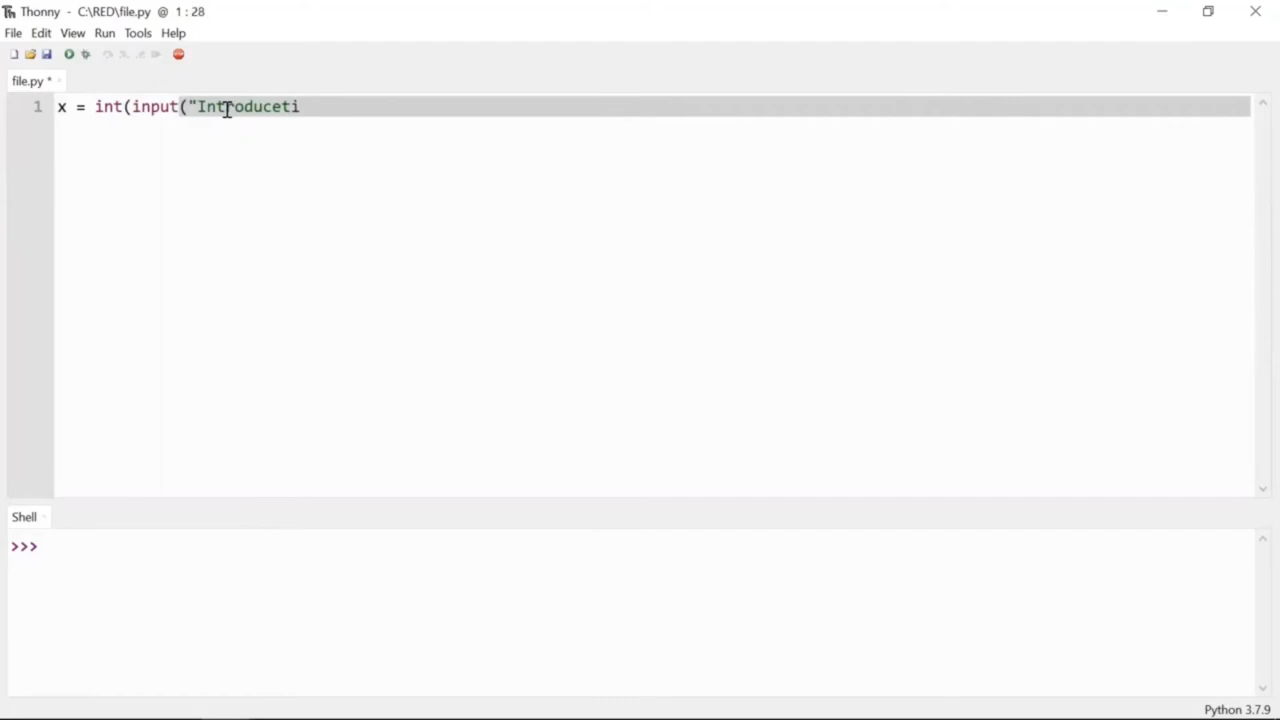 Thonny - C:\RED\file.py @ 1 : 28
File Edit View Run Tools Help
file.py *
1 x = int(input("Introduceti
Shell
>>>
Python 3.7.9